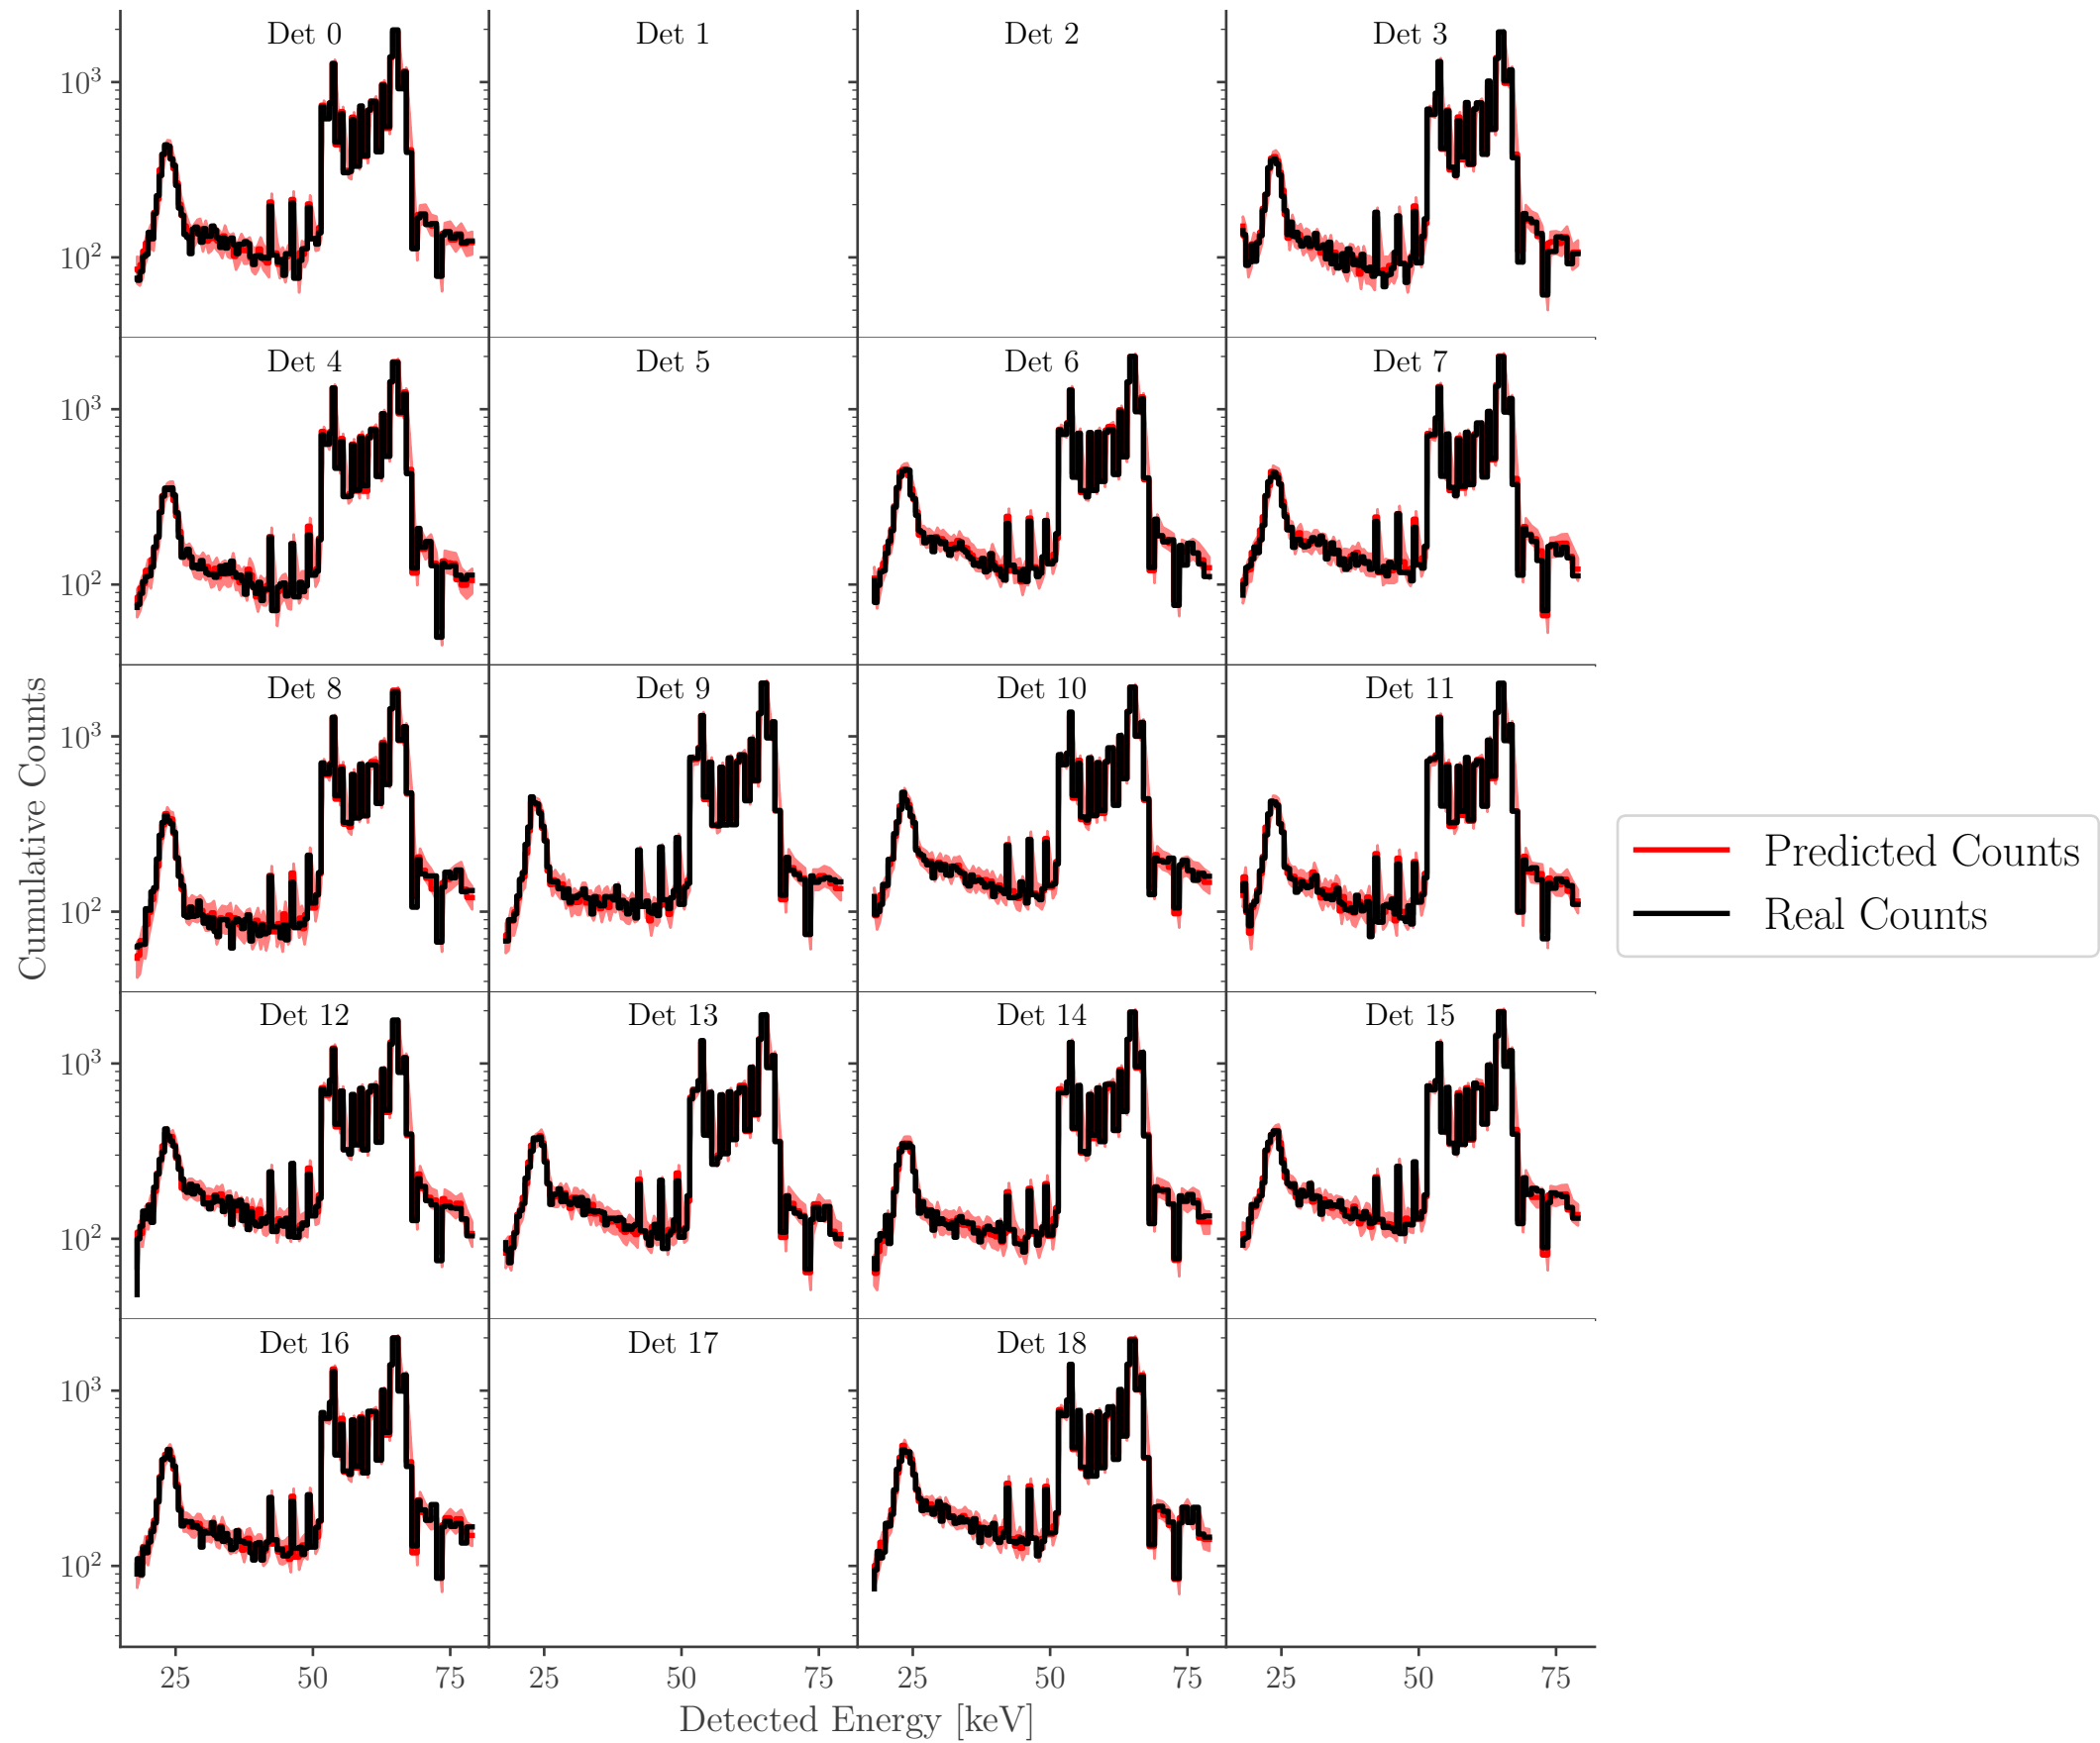 Det 0 Det 1 Det 2 Det 3
10³
10²
Det 4 Det 5 Det 6 Det 7
10³
10²
Det 8 Det 9 Det 10 Det 11
10³
10²
Cumulative Counts
Predicted Counts
Real Counts
Det 12 Det 13 Det 14 Det 15
10³
10²
Det 16 Det 17 Det 18
10³
10²
25 50 75 25 50 75 25 50 75 25 50 75
Detected Energy [keV]